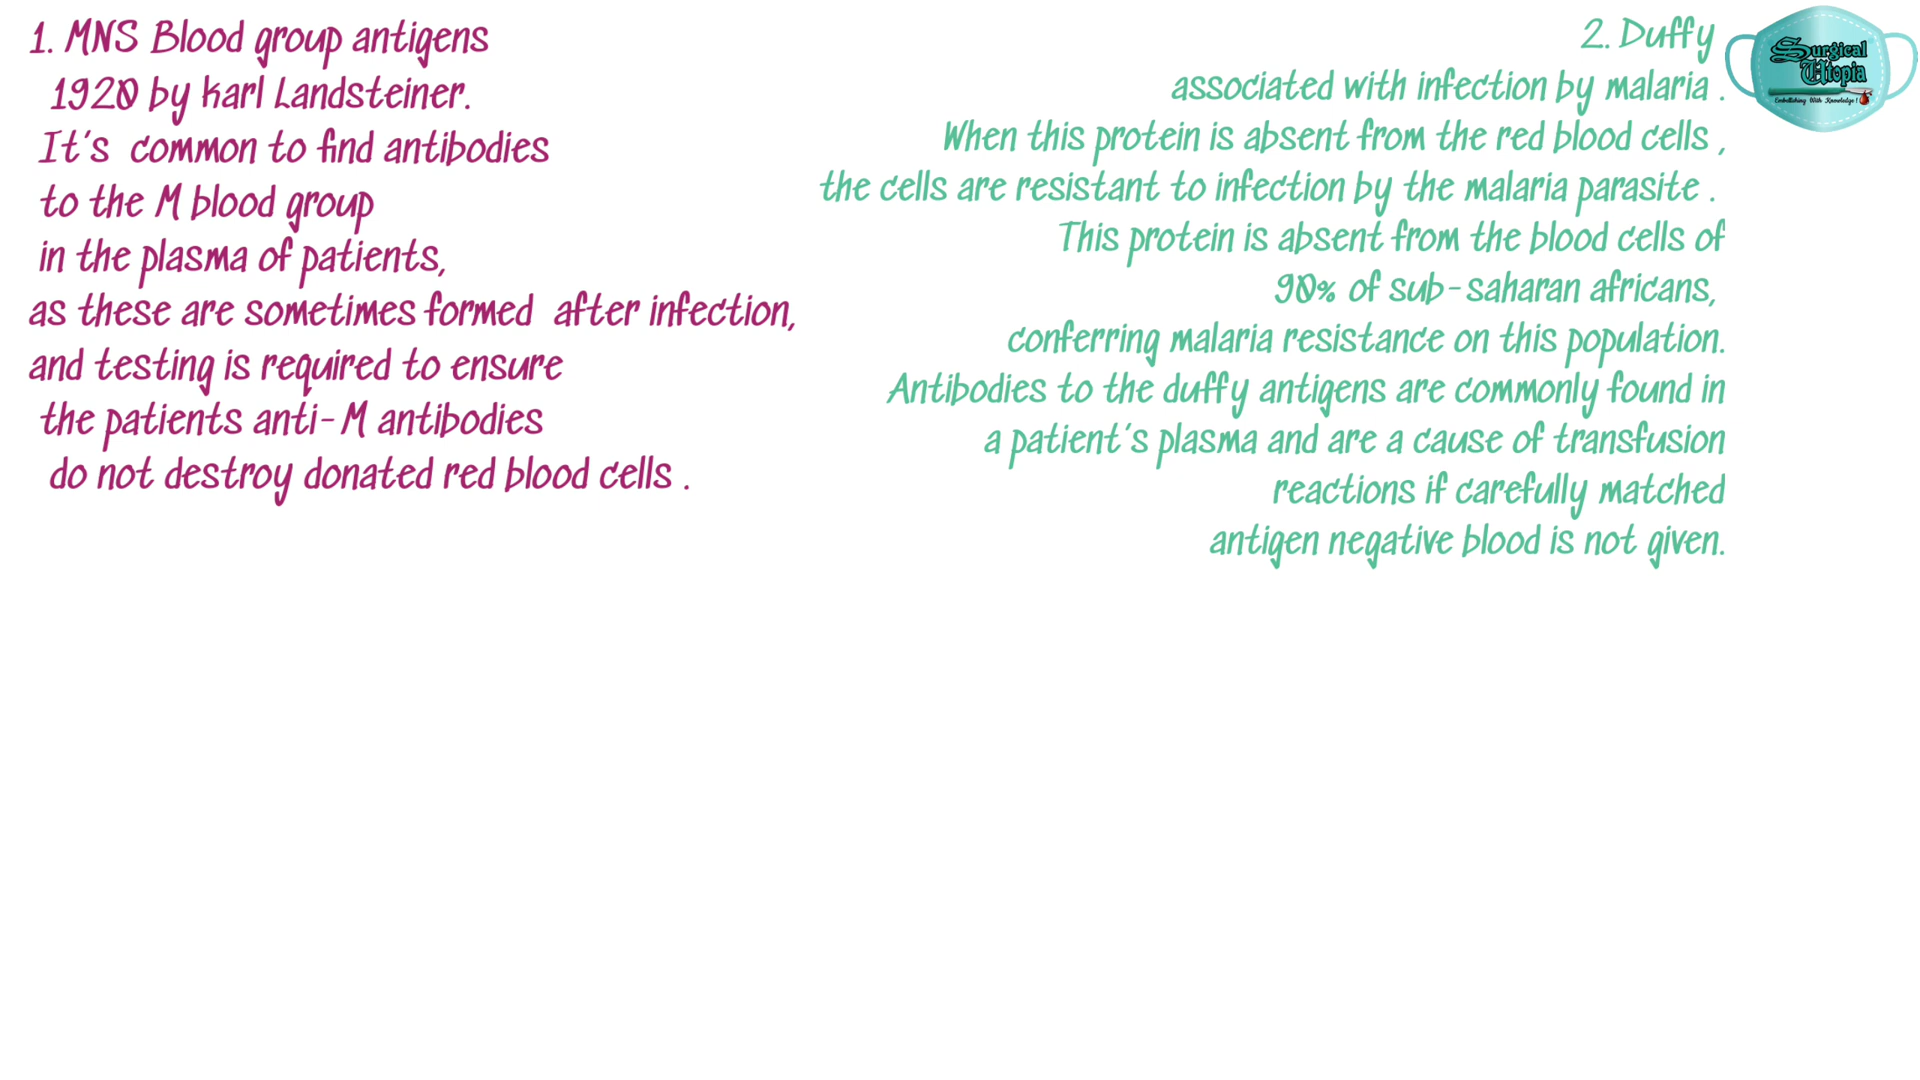 1. MNS Blood group antigens
1920 by karl Landsteiner.
It's common to find antibodies
to the M blood group
in the plasma of patients,
as these are sometimes formed after infection,
and testing is required to ensure
the patients anti-M antibodies
do not destroy donated red blood cells .
2. Duffy
associated with infection by malaria .
When this protein is absent from the red blood cells ,
the cells are resistant to infection by the malaria parasite .
This protein is absent from the blood cells of
90% of sub-saharan africans,
conferring malaria resistance on this population.
Antibodies to the duffy antigens are commonly found in
a patient's plasma and are a cause of transfusion
reactions if carefully matched
antigen negative blood is not given.
Surgical
Utopia
Embellishing With Knowledge !